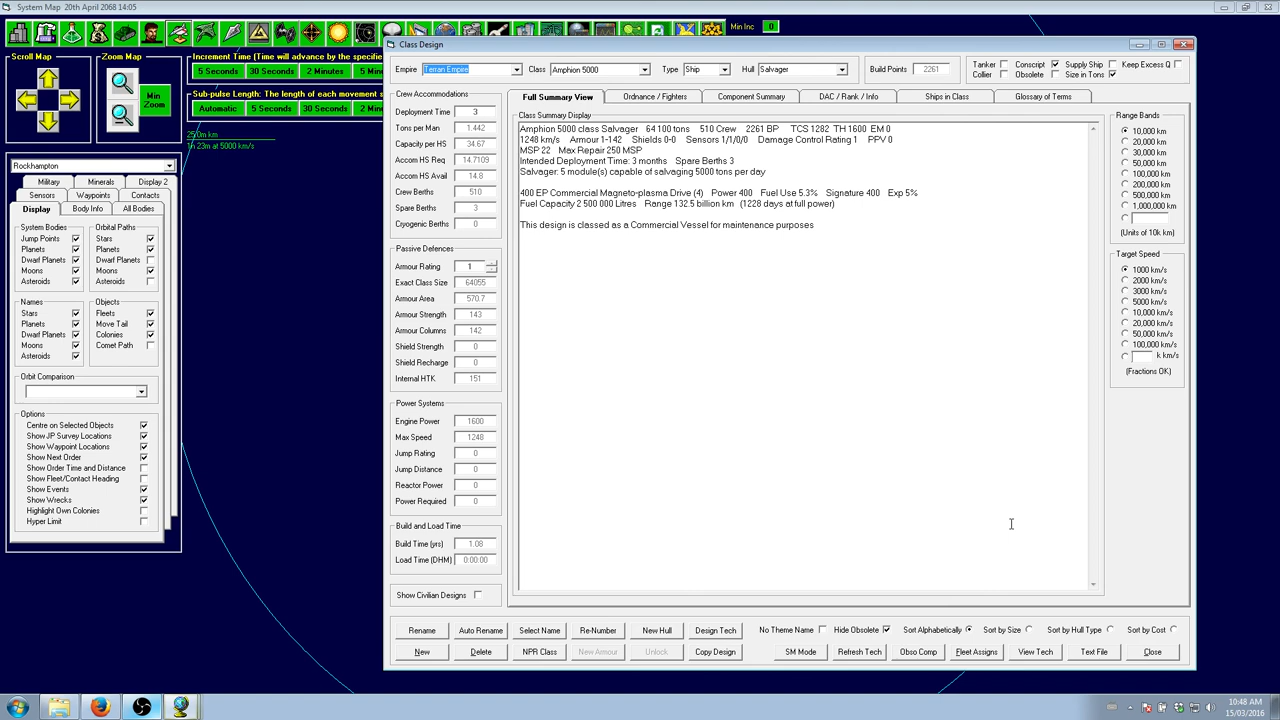 System Map   20th April 2068 14:05
Min Inc 0
Scroll Map
Zoom Map
Min Zoom
Increment Time (Time will advance by the specifie
5 Seconds 30 Seconds 2 Minutes
Sub-pulse Length: The length of each movement s
Automatic 5 Seconds 30 Seconds 2 Min
25.0m km
1h 23m at 5000 km/s
Rockhampton
Military Minerals Display 2
Sensors Waypoints Contacts
Display Body Info All Bodies
System Bodies
Jump Points
Planets
Dwarf Planets
Moons
Asteroids
Orbital Paths
Stars
Planets
Dwarf Planets
Moons
Asteroids
Names
Stars
Planets
Dwarf Planets
Moons
Asteroids
Objects
Fleets
Move Tail
Colonies
Comet Path
Orbit Comparison
Options
Centre on Selected Objects
Show JP Survey Locations
Show Waypoint Locations
Show Next Order
Show Order Time and Distance
Show Fleet/Contact Heading
Show Events
Show Wrecks
Highlight Own Colonies
Hyper Limit
Class Design
Empire Terran Empire Class Amphion 5000 Type Ship Hull Salvager Build Points 2261
Tanker Conscript Supply Ship Keep Excess Q
Collier Obsolete Size in Tons
Crew Accommodations
Deployment Time 3
Tons per Man 1.442
Capacity per HS 34.67
Accom HS Req 14.7109
Accom HS Avail 14.8
Crew Berths 510
Spare Berths 3
Cryogenic Berths 0
Passive Defences
Armour Rating 1
Exact Class Size 64055
Armour Area 570.7
Armour Strength 143
Armour Columns 142
Shield Strength 0
Shield Recharge 0
Internal HTK 151
Power Systems
Engine Power 1600
Max Speed 1248
Jump Rating 0
Jump Distance 0
Reactor Power 0
Power Required 0
Build and Load Time
Build Time (yrs) 1.08
Load Time (DHM) 0:00:00
Show Civilian Designs
Full Summary View Ordnance / Fighters Component Summary DAC / Rank / Info Ships in Class Glossary of Terms
Class Summary Display
Amphion 5000 class Salvager    64 100 tons    510 Crew    2261 BP    TCS 1282  TH 1600  EM 0
1248 km/s    Armour 1-142    Shields 0-0    Sensors 1/1/0/0    Damage Control Rating 1    PPV 0
MSP 22    Max Repair 250 MSP
Intended Deployment Time: 3 months    Spare Berths 3
Salvager: 5 module(s) capable of salvaging 5000 tons per day
400 EP Commercial Magneto-plasma Drive (4)    Power 400    Fuel Use 5.3%    Signature 400    Exp 5%
Fuel Capacity 2 500 000 Litres    Range 132.5 billion km   (1228 days at full power)
This design is classed as a Commercial Vessel for maintenance purposes
Range Bands
10,000 km
20,000 km
30,000 km
50,000 km
100,000 km
200,000 km
500,000 km
1,000,000 km
(Units of 10k km)
Target Speed
1000 km/s
2000 km/s
3000 km/s
5000 km/s
10,000 km/s
20,000 km/s
50,000 km/s
100,000 km/s
k km/s
(Fractions OK)
Rename Auto Rename Select Name Re-Number New Hull Design Tech No Theme Name Hide Obsolete Sort Alphabetically Sort by Size Sort by Hull Type Sort by Cost
New Delete NPR Class New Armour Unlock Copy Design SM Mode Refresh Tech Obso Comp Fleet Assigns View Tech Text File Close
10:48 AM
15/03/2016